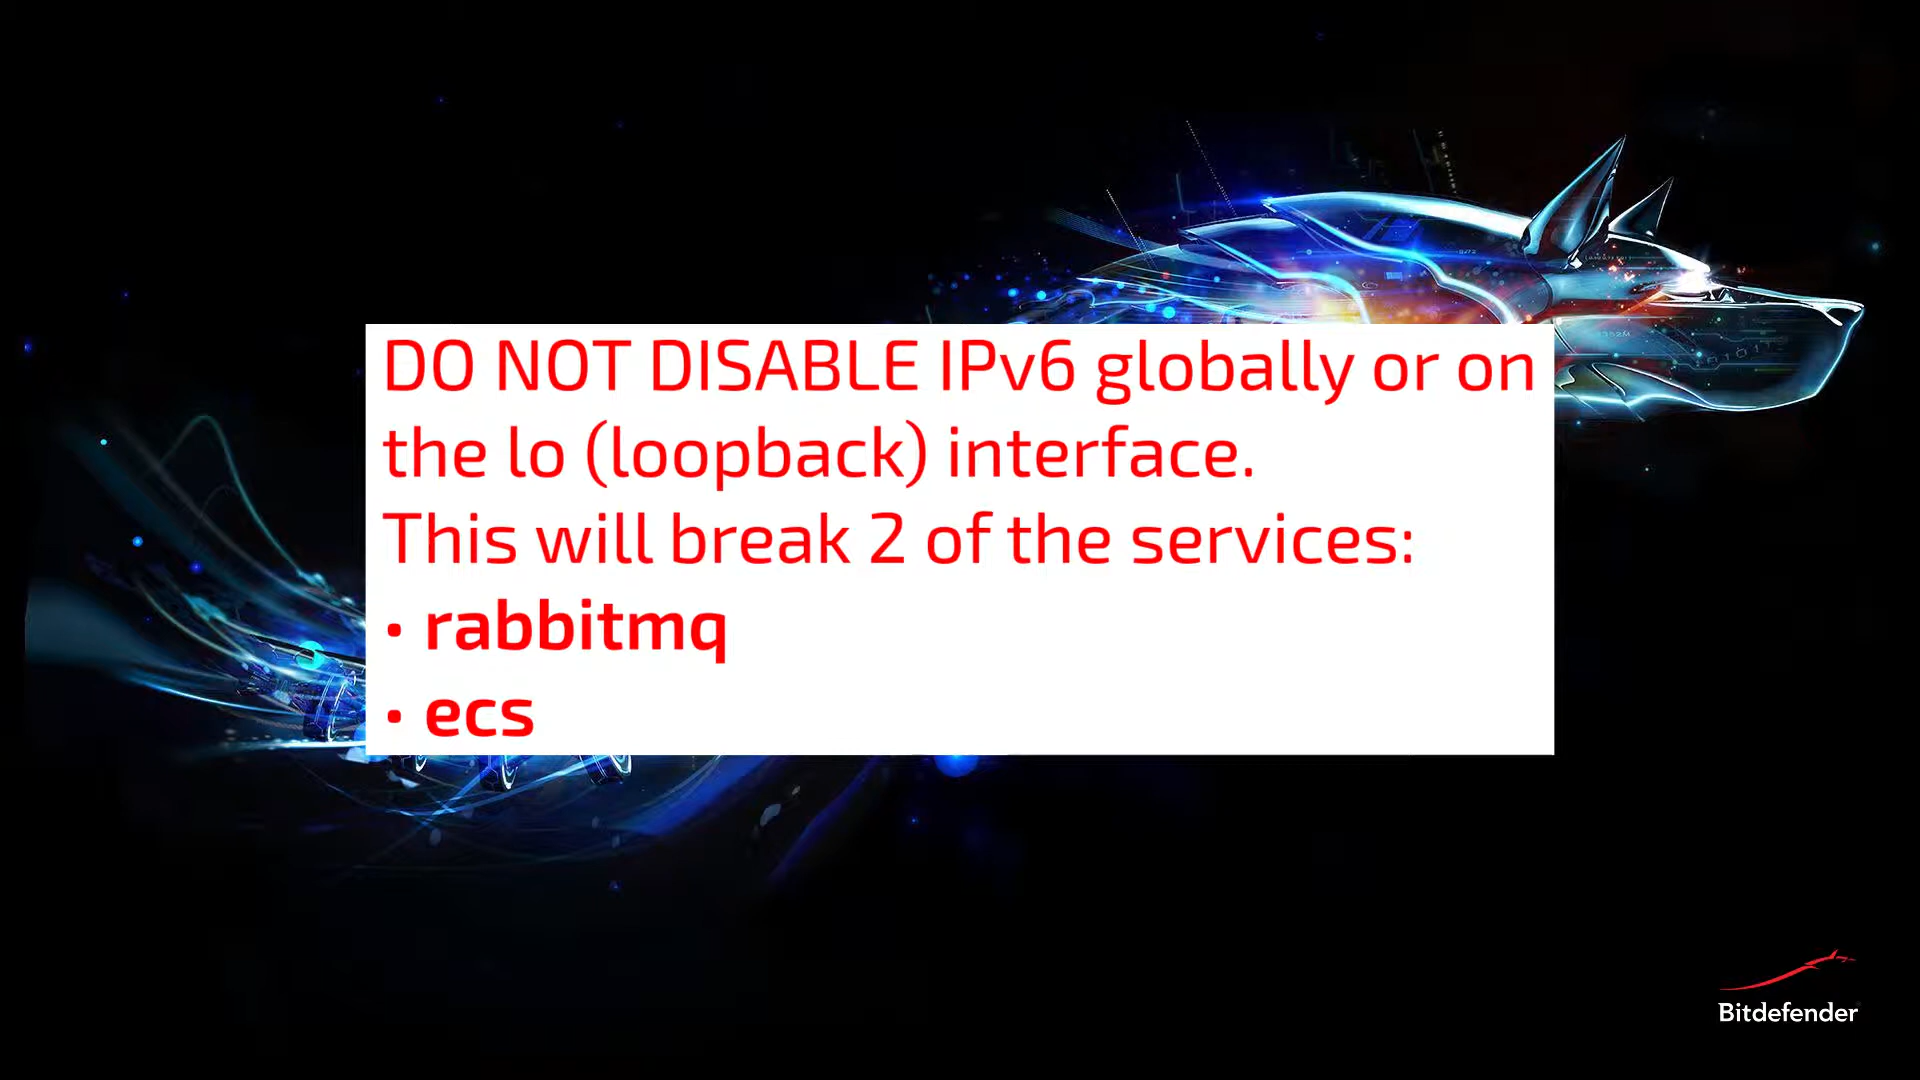 DO NOT DISABLE IPv6 globally or on
the lo (loopback) interface.
This will break 2 of the services:
• rabbitmq
• ecs
Bitdefender